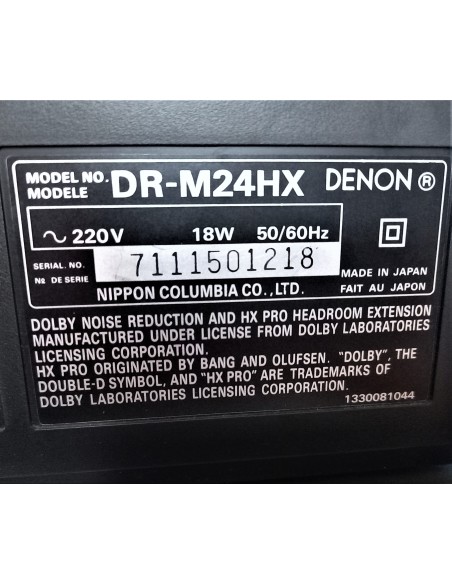 MODEL NO. DR-M24HX DENON®
MODELE
~ 220V 18W 50/60Hz
SERIAL. NO. 7111501218
№ DE SERIE
MADE IN JAPAN
NIPPON COLUMBIA CO., LTD. FAIT AU JAPON
DOLBY NOISE REDUCTION AND HX PRO HEADROOM EXTENSION
MANUFACTURED UNDER LICENSE FROM DOLBY LABORATORIES
LICENSING CORPORATION.
HX PRO ORIGINATED BY BANG AND OLUFSEN. "DOLBY", THE
DOUBLE-D SYMBOL, AND "HX PRO" ARE TRADEMARKS OF
DOLBY LABORATORIES LICENSING CORPORATION.
1330081044